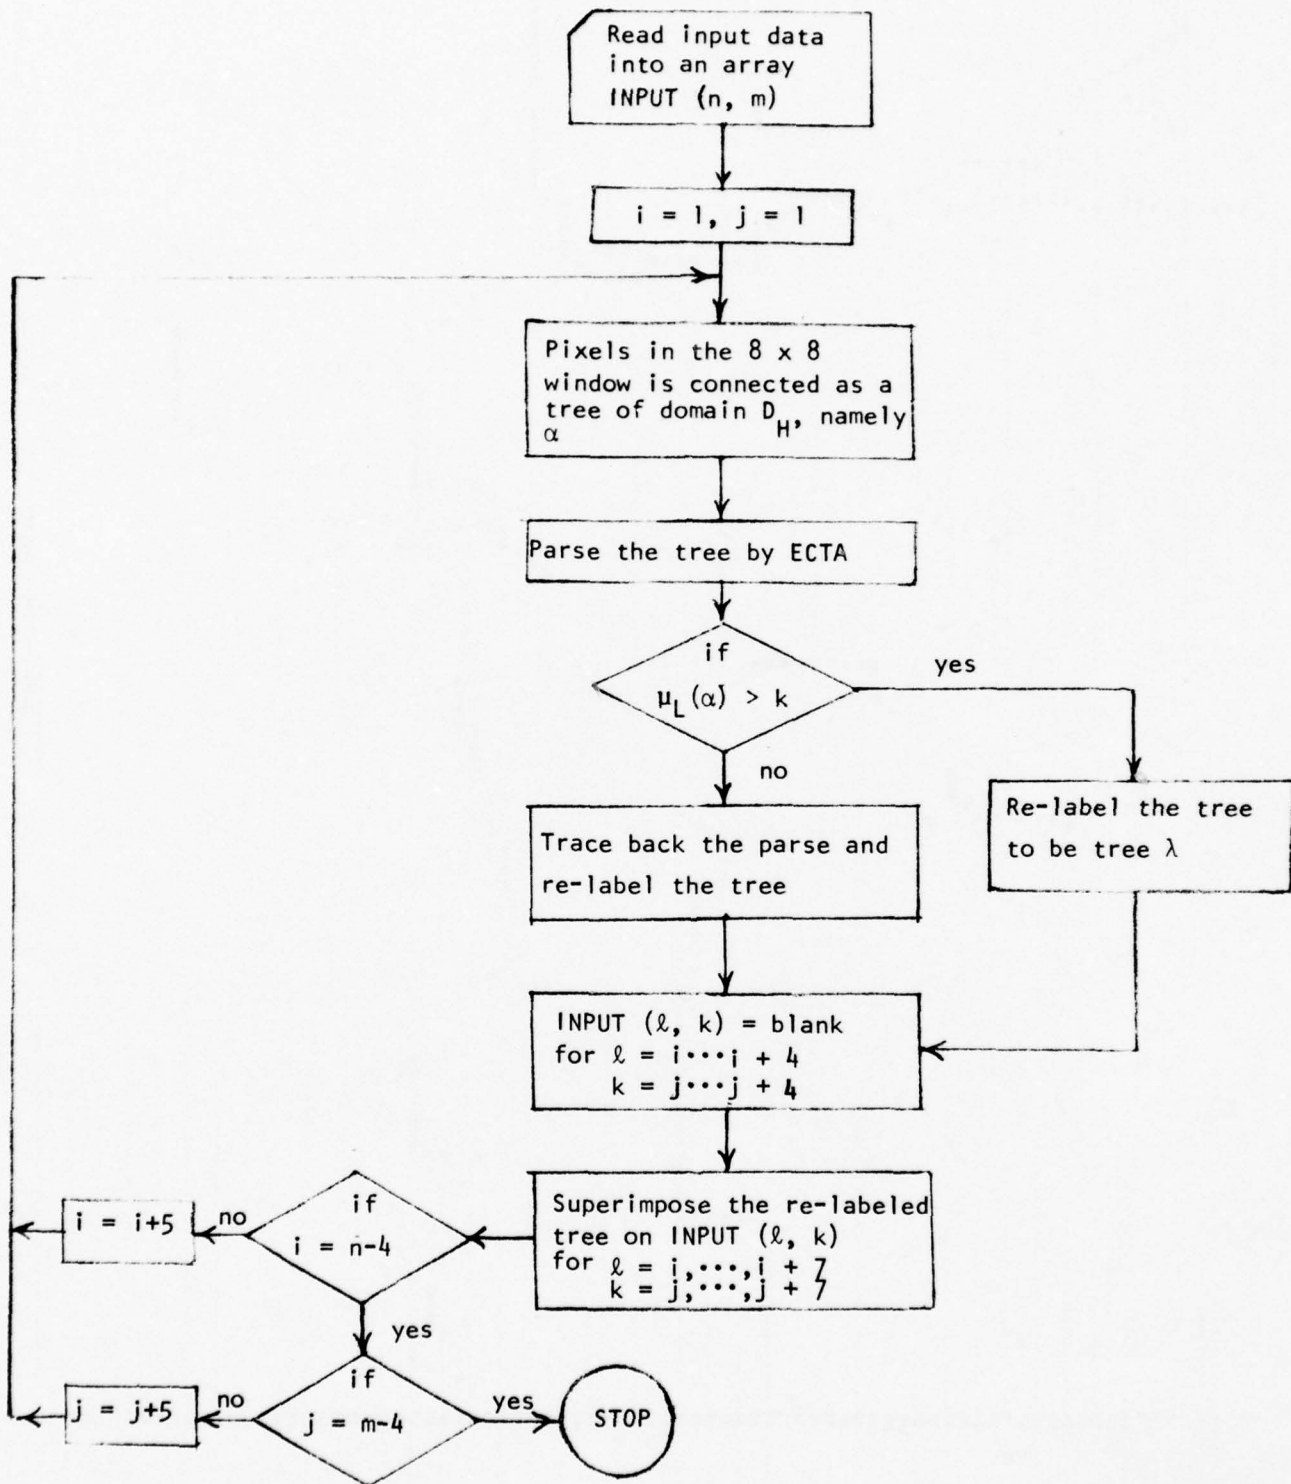 Read input data
into an array
INPUT (n, m)
i = 1, j = 1
Pixels in the 8 x 8
window is connected as a
tree of domain D_H, namely
α
Parse the tree by ECTA
if
μ_L(α) > k
yes
no
Re-label the tree
to be tree λ
Trace back the parse and
re-label the tree
INPUT (ℓ, k) = blank
for ℓ = i···i + 4
k = j···j + 4
Superimpose the re-labeled
tree on INPUT (ℓ, k)
for ℓ = i,···,i + 7
k = j,···,j + 7
if
i = n-4
no
i = i+5
yes
if
j = m-4
no
j = j+5
yes
STOP